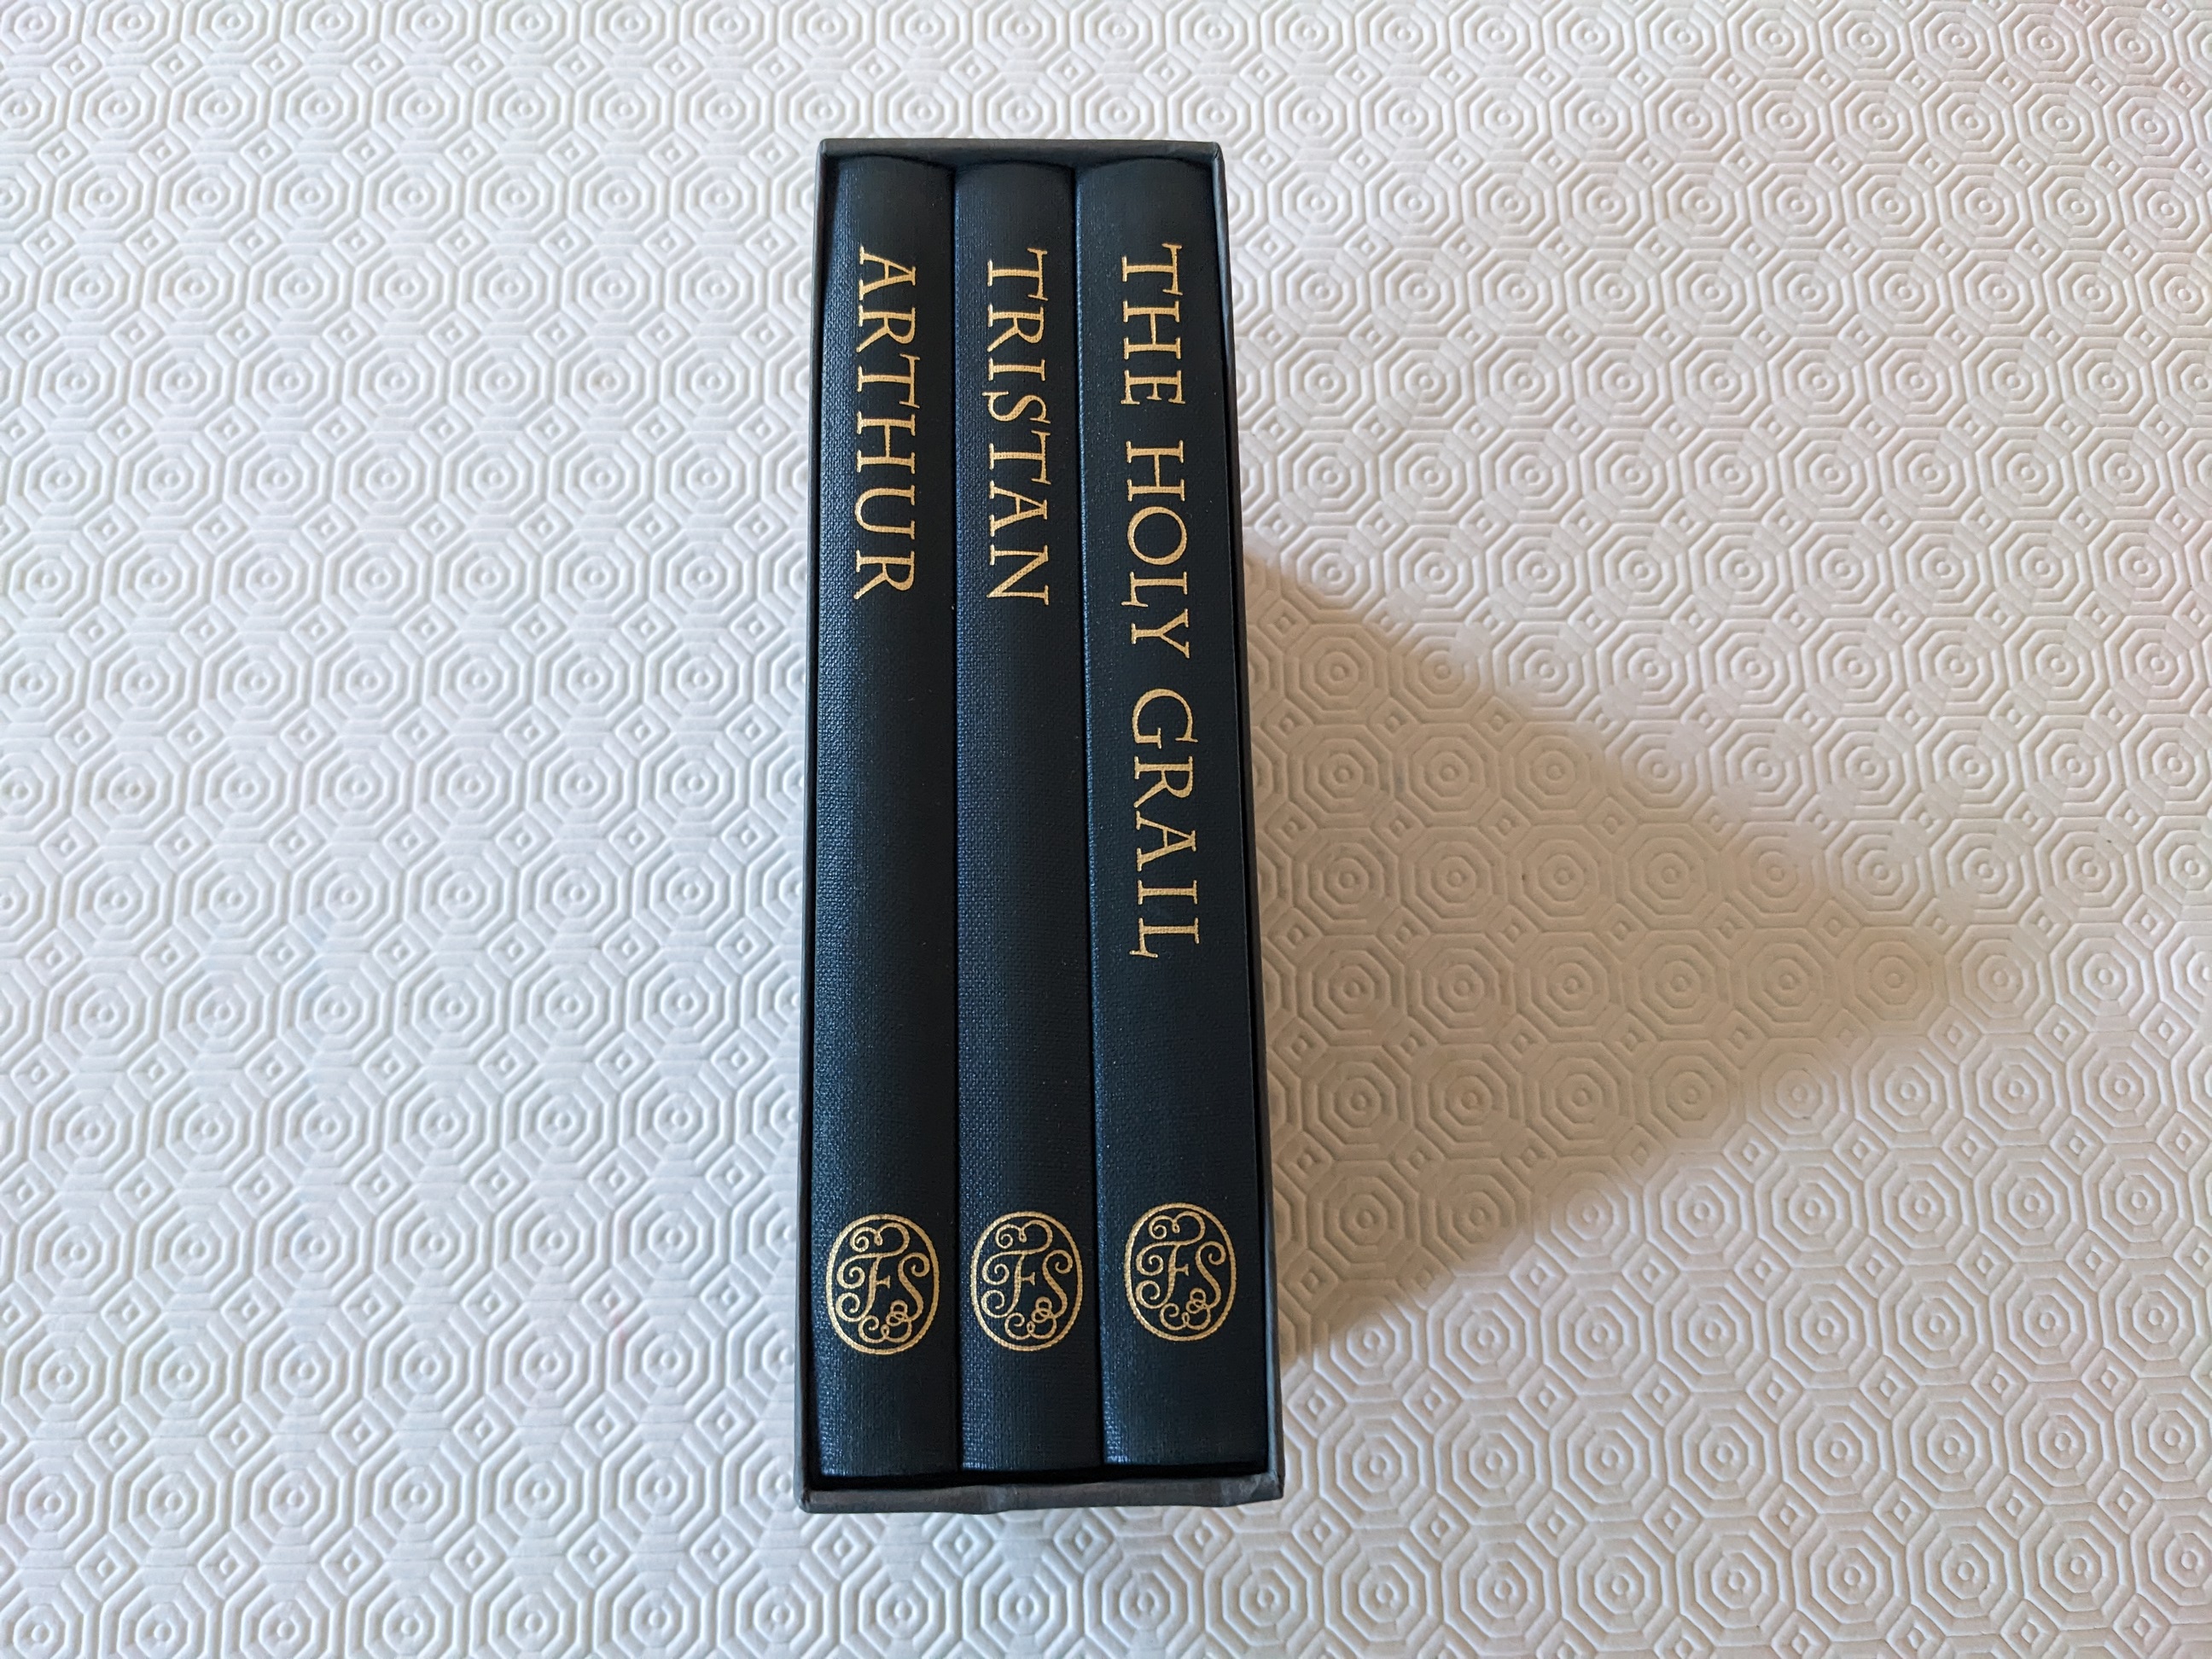 ARTHUR
FS
TRISTAN
FS
THE HOLY GRAIL
FS